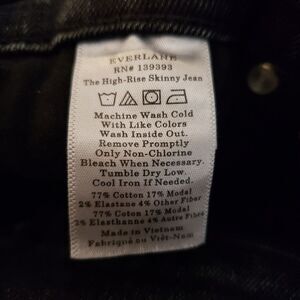 EVERLANE
RN# 139393
The High-Rise Skinny Jean
Machine Wash Cold
With Like Colors
Wash Inside Out.
Remove Promptly
Only Non-Chlorine
Bleach When Necessary.
Tumble Dry Low.
Cool Iron If Needed.
77% Cotton 17% Modal
2% Elastane 4% Other Fiber
77% Coton 17% Modal
2% Elasthanne 4% Autre Fibre
Made in Vietnam
Fabriqué au Viêt-Nam